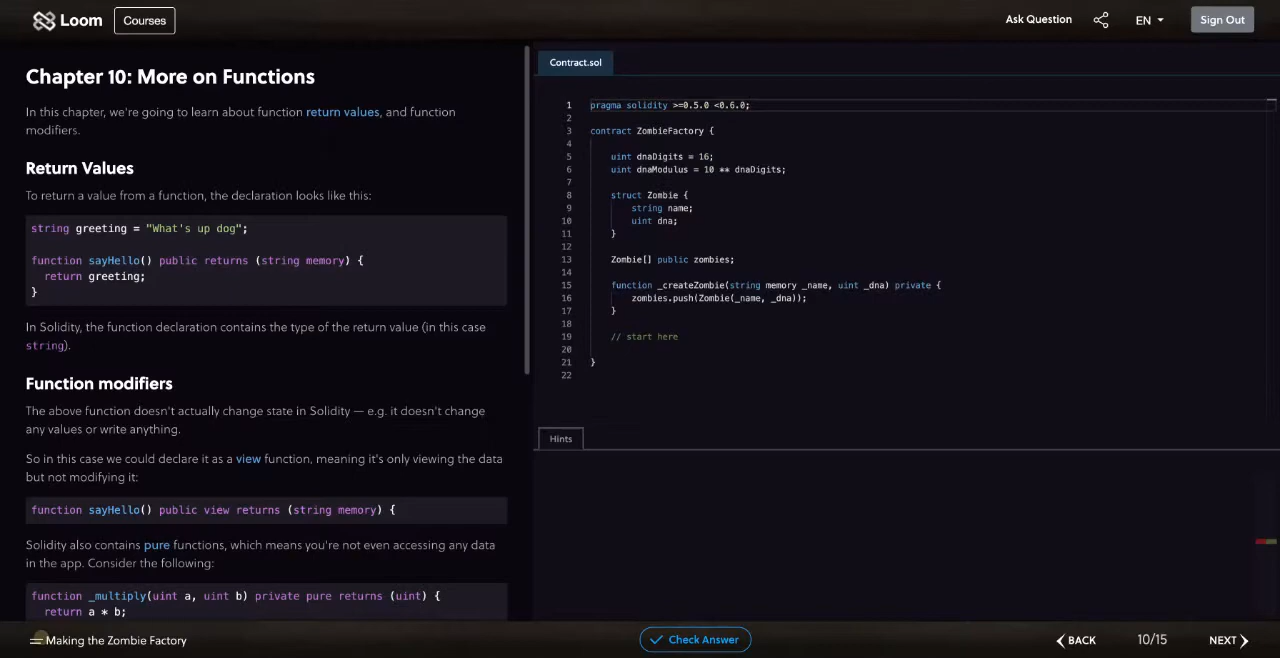 Loom Courses Ask Question EN Sign Out
Chapter 10: More on Functions
In this chapter, we're going to learn about function return values, and function
modifiers.
Return Values
To return a value from a function, the declaration looks like this:
string greeting = "What's up dog";
function sayHello() public returns (string memory) {
return greeting;
}
In Solidity, the function declaration contains the type of the return value (in this case
string).
Function modifiers
The above function doesn't actually change state in Solidity — e.g. it doesn't change
any values or write anything.
So in this case we could declare it as a view function, meaning it's only viewing the data
but not modifying it:
function sayHello() public view returns (string memory) {
Solidity also contains pure functions, which means you're not even accessing any data
in the app. Consider the following:
function _multiply(uint a, uint b) private pure returns (uint) {
return a * b;
Contract.sol
1 pragma solidity >=0.5.0 <0.6.0;
2
3 contract ZombieFactory {
4
5 uint dnaDigits = 16;
6 uint dnaModulus = 10 ** dnaDigits;
7
8 struct Zombie {
9 string name;
10 uint dna;
11 }
12
13 Zombie[] public zombies;
14
15 function _createZombie(string memory _name, uint _dna) private {
16 zombies.push(Zombie(_name, _dna));
17 }
18
19 // start here
20
21 }
22
Hints
Making the Zombie Factory Check Answer BACK 10/15 NEXT